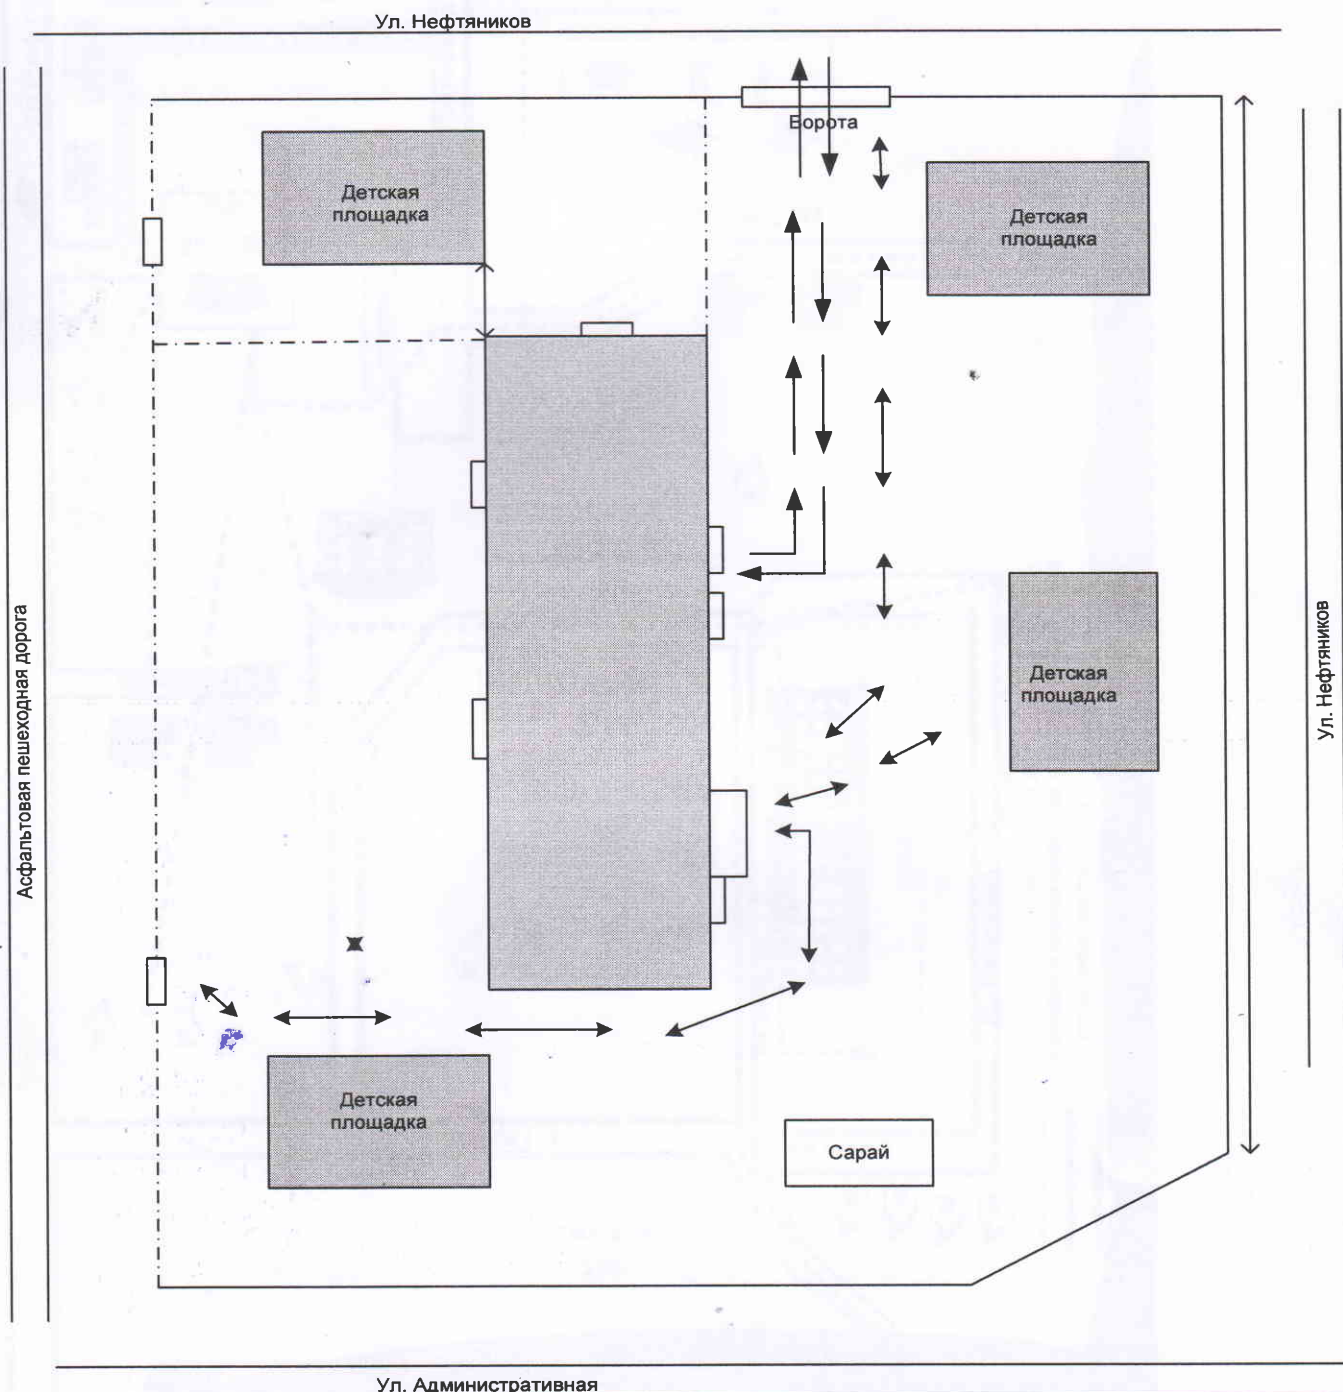 Ул. Нефтяников
Ворота
Детская
площадка
Детская
площадка
Асфальтовая пешеходная дорога
Детская
площадка
Ул. Нефтяников
Детская
площадка
Сарай
Ул. Административная